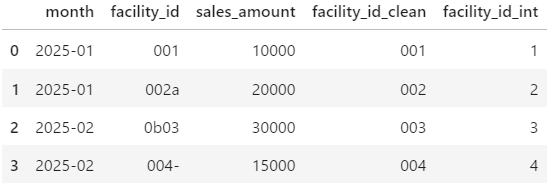 month facility_id sales_amount facility_id_clean facility_id_int
0 2025-01 001 10000 001 1
1 2025-01 002a 20000 002 2
2 2025-02 0b03 30000 003 3
3 2025-02 004- 15000 004 4